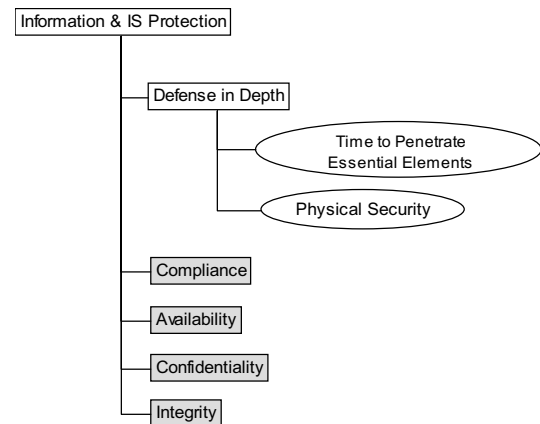 Information & IS Protection
Defense in Depth
Time to Penetrate
Essential Elements
Physical Security
Compliance
Availability
Confidentiality
Integrity